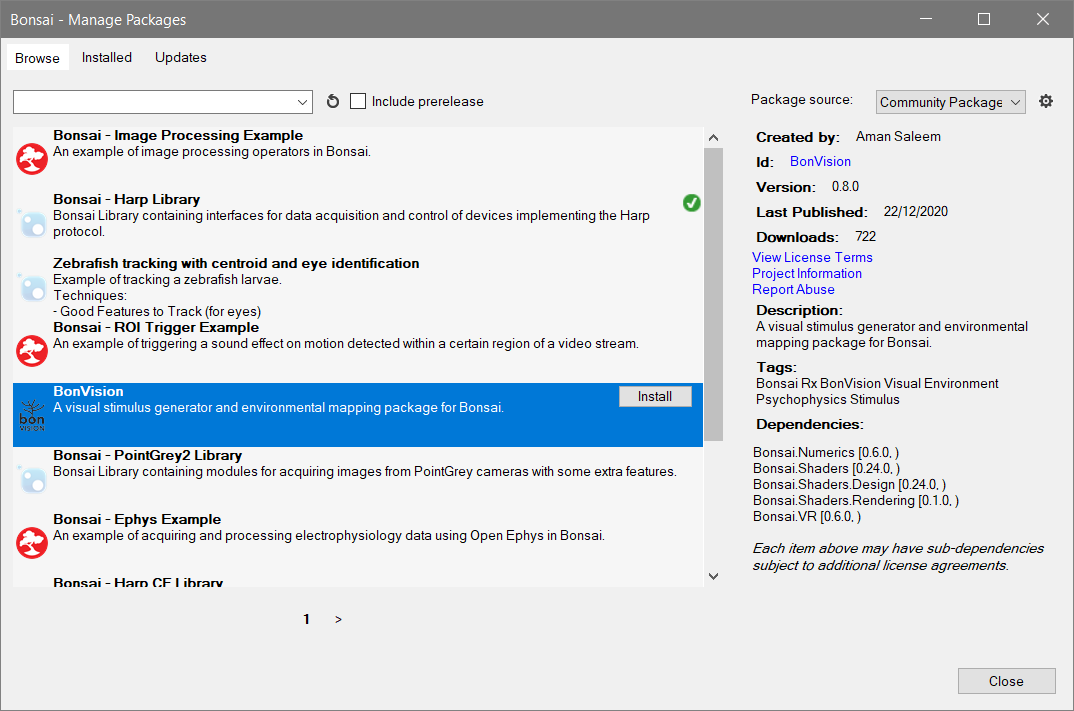 Bonsai - Manage Packages
Browse
Installed
Updates
Include prerelease
Package source:
Community Package
Bonsai - Image Processing Example
An example of image processing operators in Bonsai.
Bonsai - Harp Library
Bonsai Library containing interfaces for data acquisition and control of devices implementing the Harp
protocol.
Zebrafish tracking with centroid and eye identification
Example of tracking a zebrafish larvae.
Techniques:
- Good Features to Track (for eyes)
Bonsai - ROI Trigger Example
An example of triggering a sound effect on motion detected within a certain region of a video stream.
bon
VISION
BonVision
A visual stimulus generator and environmental mapping package for Bonsai.
Install
Bonsai - PointGrey2 Library
Bonsai Library containing modules for acquiring images from PointGrey cameras with some extra features.
Bonsai - Ephys Example
An example of acquiring and processing electrophysiology data using Open Ephys in Bonsai.
Bonsai - Harp CF Library
1 >
Created by: Aman Saleem
Id: BonVision
Version: 0.8.0
Last Published: 22/12/2020
Downloads: 722
View License Terms
Project Information
Report Abuse
Description:
A visual stimulus generator and environmental
mapping package for Bonsai.
Tags:
Bonsai Rx BonVision Visual Environment
Psychophysics Stimulus
Dependencies:
Bonsai.Numerics [0.6.0, )
Bonsai.Shaders [0.24.0, )
Bonsai.Shaders.Design [0.24.0, )
Bonsai.Shaders.Rendering [0.1.0, )
Bonsai.VR [0.6.0, )
Each item above may have sub-dependencies
subject to additional license agreements.
Close